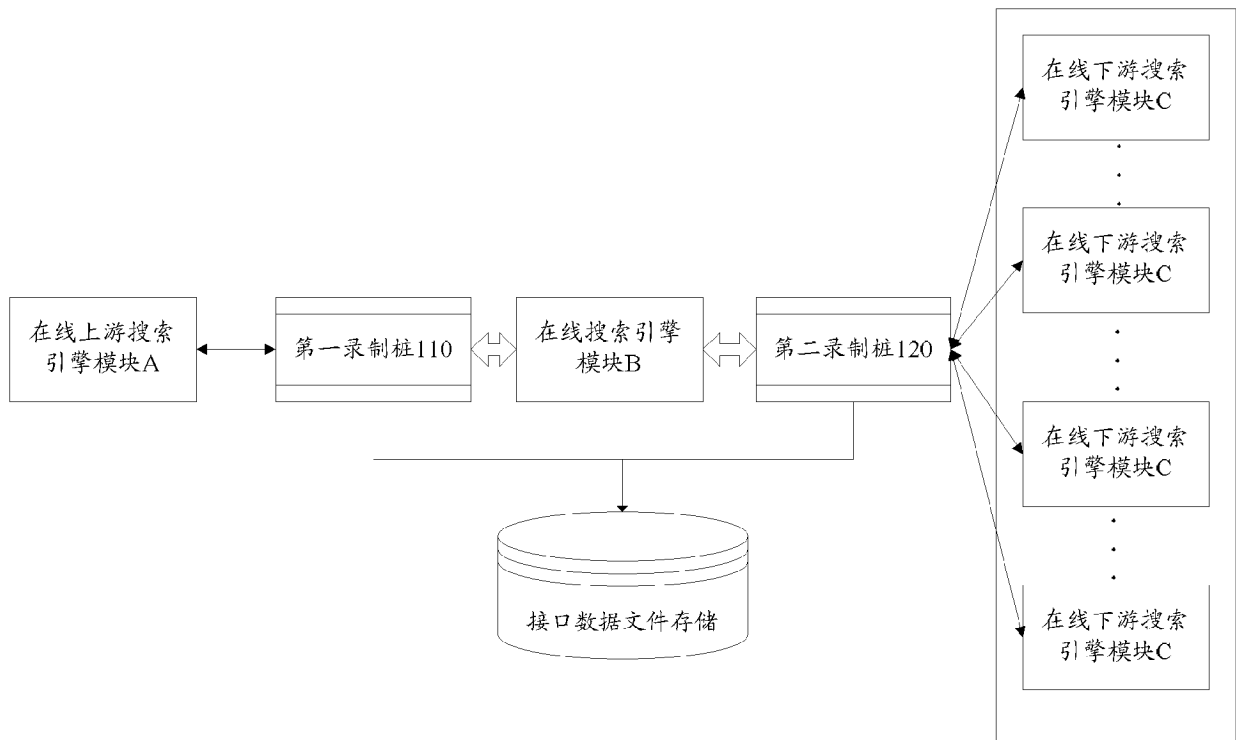 在线上游搜索
引擎模块A
第一录制桩110
在线搜索引擎
模块B
第二录制桩120
在线下游搜索
引擎模块C
在线下游搜索
引擎模块C
在线下游搜索
引擎模块C
在线下游搜索
引擎模块C
接口数据文件存储